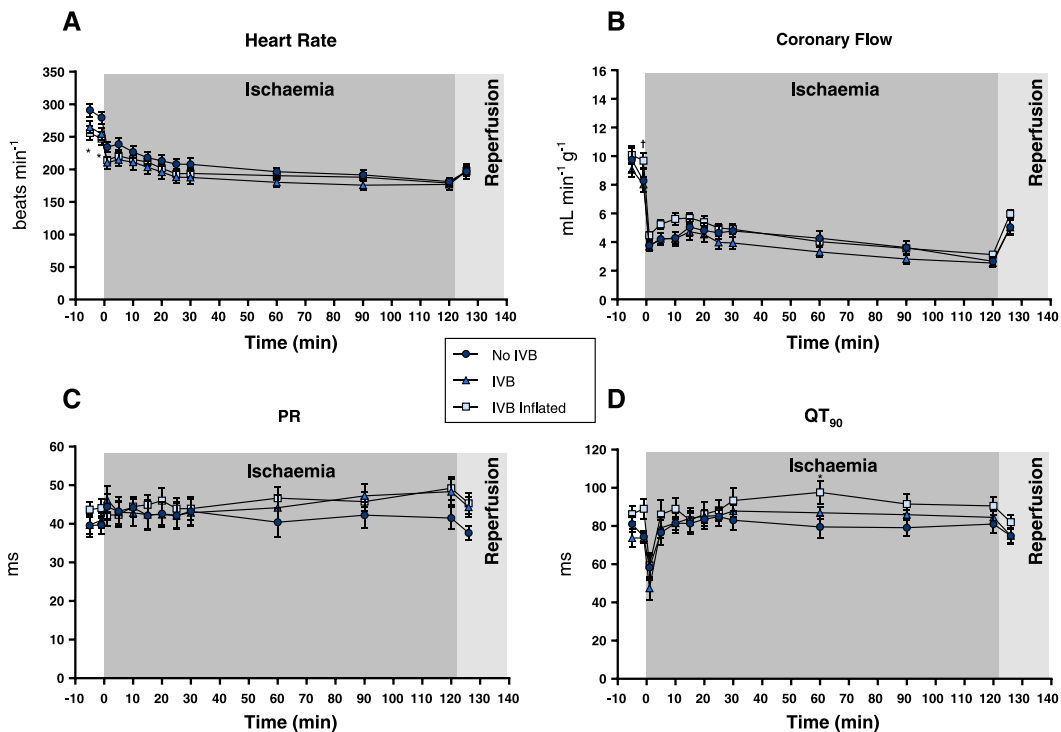 A
Heart Rate
350
300
250
200
150
100
50
0
beats min⁻¹
Ischaemia
Reperfusion
*
*
-10 0 10 20 30 40 50 60 70 80 90 100 110 120 130 140
Time (min)
B
Coronary Flow
16
14
12
10
8
6
4
2
0
mL min⁻¹ g⁻¹
†
Ischaemia
Reperfusion
-10 0 10 20 30 40 50 60 70 80 90 100 110 120 130 140
Time (min)
No IVB
IVB
IVB Inflated
C
PR
60
50
40
30
20
10
0
ms
Ischaemia
Reperfusion
-10 0 10 20 30 40 50 60 70 80 90 100 110 120 130 140
Time (min)
D
QT₉₀
120
100
80
60
40
20
0
ms
Ischaemia
*
Reperfusion
-10 0 10 20 30 40 50 60 70 80 90 100 110 120 130 140
Time (min)